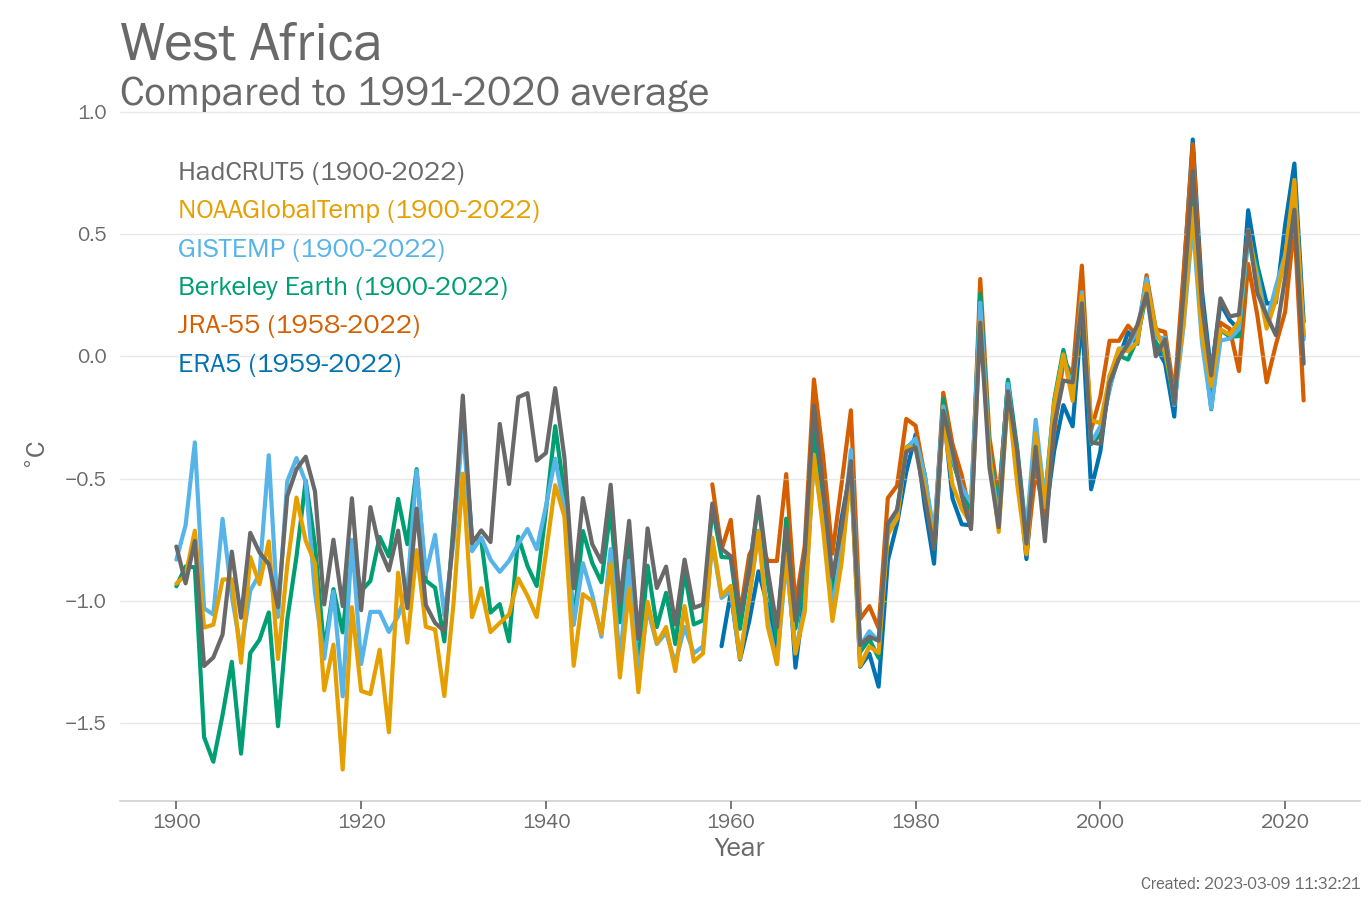 West Africa
Compared to 1991-2020 average
1.0
HadCRUT5 (1900-2022)
NOAAGlobalTemp (1900-2022)
0.5
GISTEMP (1900-2022)
Berkeley Earth (1900-2022)
JRA-55 (1958-2022)
0.0
ERA5 (1959-2022)
°C
−0.5
−1.0
−1.5
1900 1920 1940 1960 1980 2000 2020
Year
Created: 2023-03-09 11:32:21